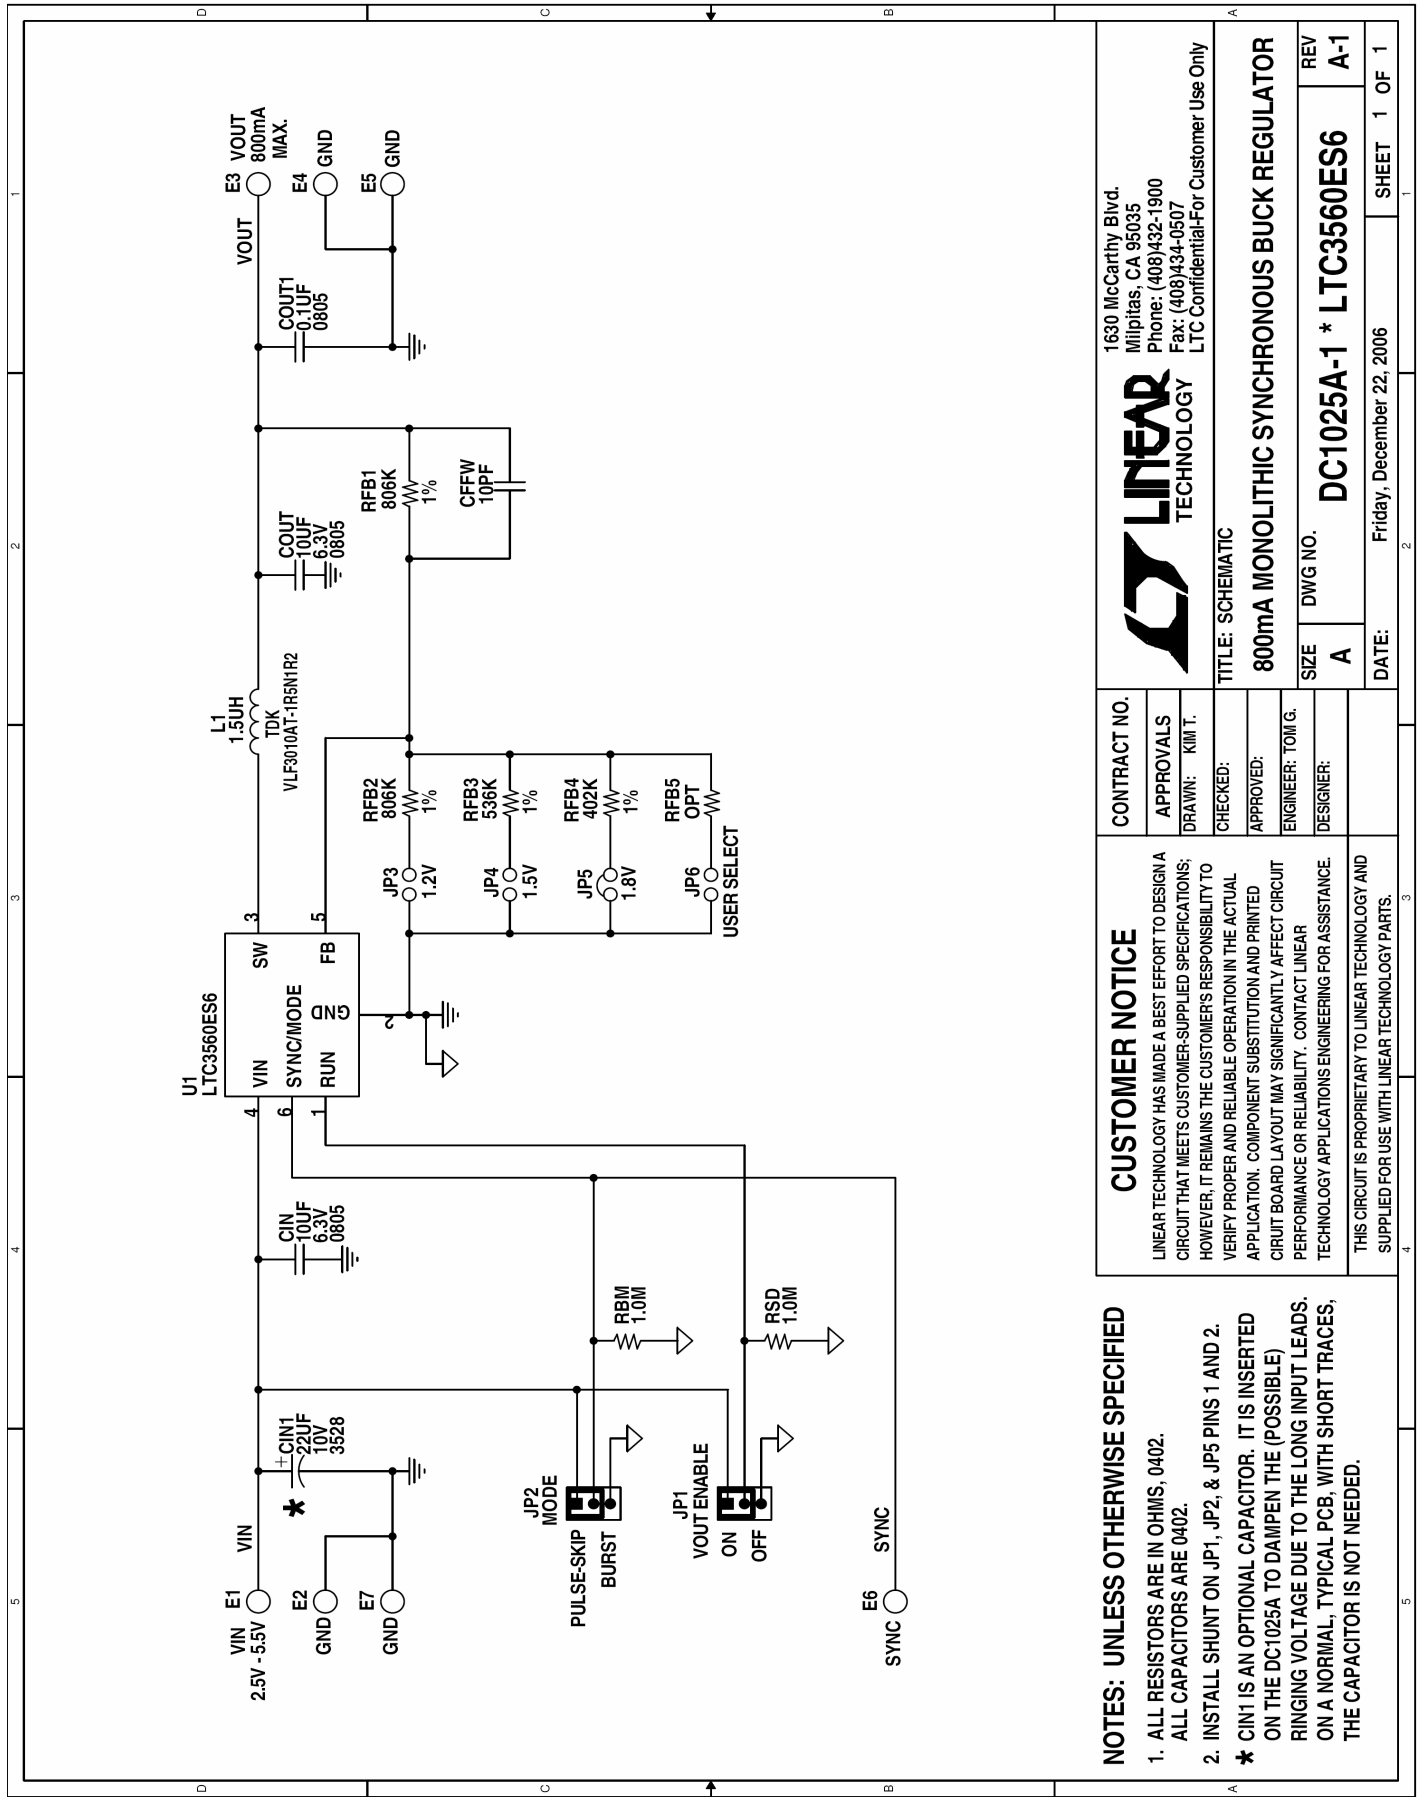 D
C
B
A
5
4
3
2
1
E1
VIN
2.5V - 5.5V
VIN
E2
GND
E7
GND
+
CIN1
22UF
10V
3528
*
CIN
10UF
6.3V
0805
U1
LTC3560ES6
4
6
1
VIN
SYNC/MODE
RUN
GND
SW
FB
3
5
2
L1
1.5UH
TDK
VLF3010AT-1R5N1R2
COUT
10UF
6.3V
0805
COUT1
0.1UF
0805
VOUT
E3
VOUT
800mA
MAX.
E4
GND
E5
GND
RFB1
806K
1%
CFFW
10PF
RFB2
806K
1%
JP3
1.2V
RFB3
536K
1%
JP4
1.5V
RFB4
402K
1%
JP5
1.8V
RFB5
OPT
JP6
USER SELECT
JP2
MODE
PULSE-SKIP
BURST
RBM
1.0M
JP1
VOUT ENABLE
ON
OFF
RSD
1.0M
SYNC
E6
SYNC
NOTES: UNLESS OTHERWISE SPECIFIED
1. ALL RESISTORS ARE IN OHMS, 0402.
ALL CAPACITORS ARE 0402.
2. INSTALL SHUNT ON JP1, JP2, & JP5 PINS 1 AND 2.
* CIN1 IS AN OPTIONAL CAPACITOR. IT IS INSERTED
ON THE DC1025A TO DAMPEN THE (POSSIBLE)
RINGING VOLTAGE DUE TO THE LONG INPUT LEADS.
ON A NORMAL, TYPICAL PCB, WITH SHORT TRACES,
THE CAPACITOR IS NOT NEEDED.
CUSTOMER NOTICE
LINEAR TECHNOLOGY HAS MADE A BEST EFFORT TO DESIGN A
CIRCUIT THAT MEETS CUSTOMER-SUPPLIED SPECIFICATIONS;
HOWEVER, IT REMAINS THE CUSTOMER'S RESPONSIBILITY TO
VERIFY PROPER AND RELIABLE OPERATION IN THE ACTUAL
APPLICATION. COMPONENT SUBSTITUTION AND PRINTED
CIRUIT BOARD LAYOUT MAY SIGNIFICANTLY AFFECT CIRCUIT
PERFORMANCE OR RELIABILITY. CONTACT LINEAR
TECHNOLOGY APPLICATIONS ENGINEERING FOR ASSISTANCE.
THIS CIRCUIT IS PROPRIETARY TO LINEAR TECHNOLOGY AND
SUPPLIED FOR USE WITH LINEAR TECHNOLOGY PARTS.
CONTRACT NO.
APPROVALS
DRAWN: KIM T.
CHECKED:
APPROVED:
ENGINEER: TOM G.
DESIGNER:
LINEAR
TECHNOLOGY
1630 McCarthy Blvd.
Milpitas, CA 95035
Phone: (408)432-1900
Fax: (408)434-0507
LTC Confidential-For Customer Use Only
TITLE: SCHEMATIC
800mA MONOLITHIC SYNCHRONOUS BUCK REGULATOR
SIZE
A
DWG NO.
DC1025A-1 * LTC3560ES6
REV
A-1
DATE:
Friday, December 22, 2006
SHEET 1 OF 1
5
4
3
2
1
D
C
B
A